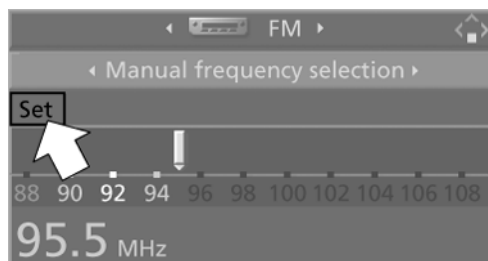 ◂ FM ▸
◂ Manual frequency selection ▸
Set
88 90 92 94 96 98 100 102 104 106 108
95.5 MHz